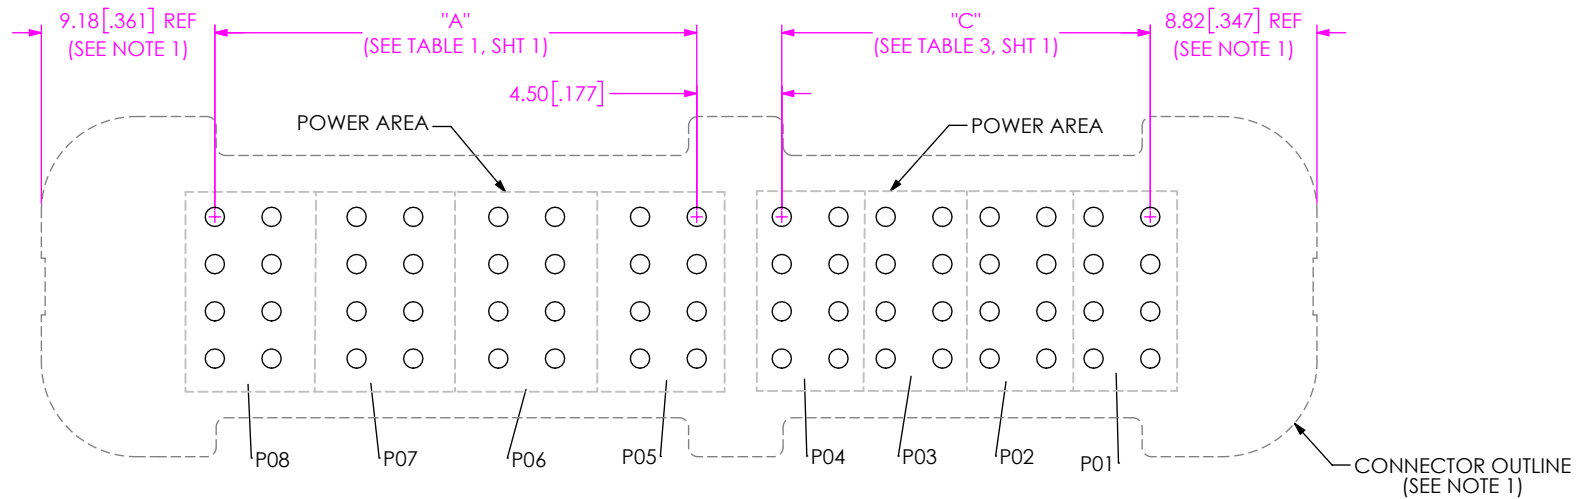 9.18[.361] REF
(SEE NOTE 1)
"A"
(SEE TABLE 1, SHT 1)
"C"
(SEE TABLE 3, SHT 1)
8.82[.347] REF
(SEE NOTE 1)
4.50[.177]
POWER AREA
POWER AREA
P08
P07
P06
P05
P04
P03
P02
P01
CONNECTOR OUTLINE
(SEE NOTE 1)